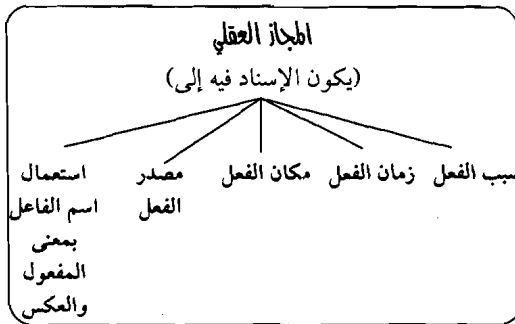 المجاز العقلي
(يكون الإسناد فيه إلى)
سبب الفعل
زمان الفعل
مكان الفعل
مصدر
الفعل
استعمال
اسم الفاعل
بمعنى
المفعول
والعكس